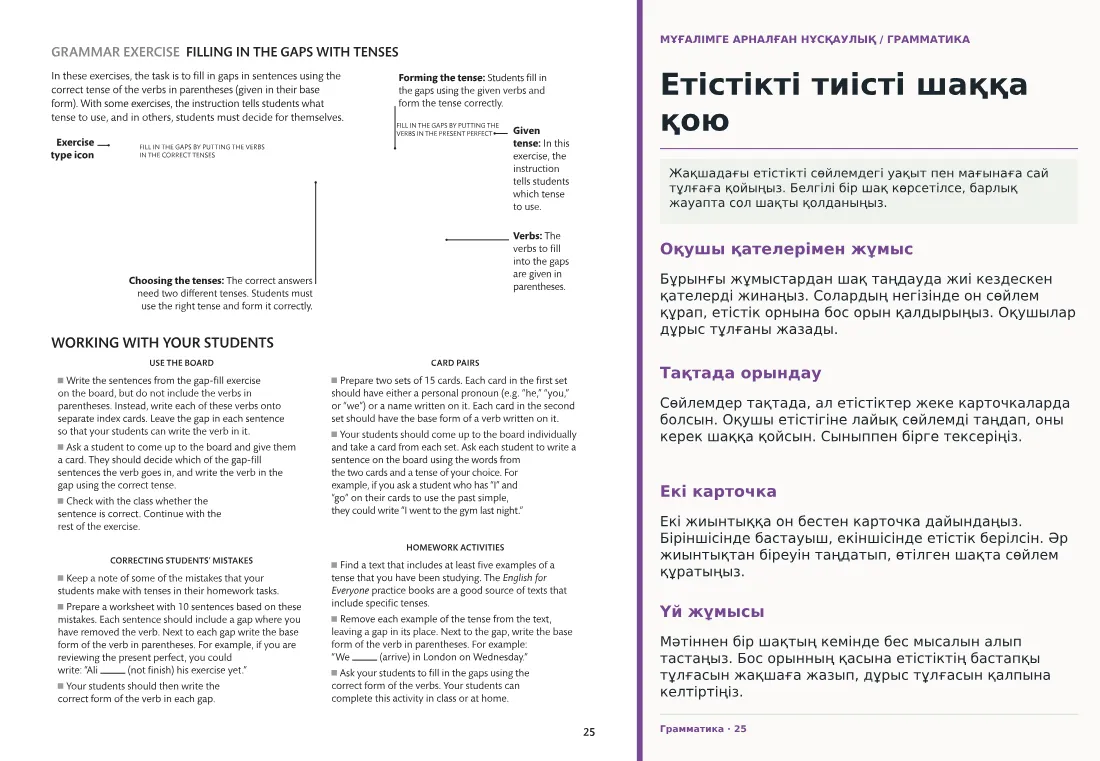 GRAMMAR EXERCISE FILLING IN THE GAPS WITH TENSES
In these exercises, the task is to fill in gaps in sentences using the
correct tense of the verbs in parentheses (given in their base
form). With some exercises, the instruction tells students what
tense to use, and in others, students must decide for themselves.
Exercise
type icon
FILL IN THE GAPS BY PUTTING THE VERBS
IN THE CORRECT TENSES
Choosing the tenses: The correct answers
need two different tenses. Students must
use the right tense and form it correctly.
Forming the tense: Students fill in
the gaps using the given verbs and
form the tense correctly.
FILL IN THE GAPS BY PUTTING THE
VERBS IN THE PRESENT PERFECT
Given
tense: In this
exercise, the
instruction
tells students
which tense
to use.
Verbs: The
verbs to fill
into the gaps
are given in
parentheses.
WORKING WITH YOUR STUDENTS
USE THE BOARD
■ Write the sentences from the gap-fill exercise
on the board, but do not include the verbs in
parentheses. Instead, write each of these verbs onto
separate index cards. Leave the gap in each sentence
so that your students can write the verb in it.
■ Ask a student to come up to the board and give them
a card. They should decide which of the gap-fill
sentences the verb goes in, and write the verb in the
gap using the correct tense.
■ Check with the class whether the
sentence is correct. Continue with the
rest of the exercise.
CORRECTING STUDENTS' MISTAKES
■ Keep a note of some of the mistakes that your
students make with tenses in their homework tasks.
■ Prepare a worksheet with 10 sentences based on these
mistakes. Each sentence should include a gap where you
have removed the verb. Next to each gap write the base
form of the verb in parentheses. For example, if you are
reviewing the present perfect, you could
write: "Ali _____ (not finish) his exercise yet."
■ Your students should then write the
correct form of the verb in each gap.
CARD PAIRS
■ Prepare two sets of 15 cards. Each card in the first set
should have either a personal pronoun (e.g. "he," "you,"
or "we") or a name written on it. Each card in the second
set should have the base form of a verb written on it.
■ Your students should come up to the board individually
and take a card from each set. Ask each student to write a
sentence on the board using the words from
the two cards and a tense of your choice. For
example, if you ask a student who has "I" and
"go" on their cards to use the past simple,
they could write "I went to the gym last night."
HOMEWORK ACTIVITIES
■ Find a text that includes at least five examples of a
tense that you have been studying. The English for
Everyone practice books are a good source of texts that
include specific tenses.
■ Remove each example of the tense from the text,
leaving a gap in its place. Next to the gap, write the base
form of the verb in parentheses. For example:
"We _____ (arrive) in London on Wednesday."
■ Ask your students to fill in the gaps using the
correct form of the verbs. Your students can
complete this activity in class or at home.
25
МҰҒАЛІМГЕ АРНАЛҒАН НҰСҚАУЛЫҚ / ГРАММАТИКА
Етістікті тиісті шаққа
қою
Жақшадағы етістікті сөйлемдегі уақыт пен мағынаға сай
тұлғаға қойыңыз. Белгілі бір шақ көрсетілсе, барлық
жауапта сол шақты қолданыңыз.
Оқушы қателерімен жұмыс
Бұрынғы жұмыстардан шақ таңдауда жиі кездескен
қателерді жинаңыз. Солардың негізінде он сөйлем
құрап, етістік орнына бос орын қалдырыңыз. Оқушылар
дұрыс тұлғаны жазады.
Тақтада орындау
Сөйлемдер тақтада, ал етістіктер жеке карточкаларда
болсын. Оқушы етістігіне лайық сөйлемді таңдап, оны
керек шаққа қойсын. Сыныппен бірге тексеріңіз.
Екі карточка
Екі жиынтыққа он бестен карточка дайындаңыз.
Біріншісінде бастауыш, екіншісінде етістік берілсін. Әр
жиынтықтан біреуін таңдатып, өтілген шақта сөйлем
құратыңыз.
Үй жұмысы
Мәтіннен бір шақтың кемінде бес мысалын алып
тастаңыз. Бос орынның қасына етістіктің бастапқы
тұлғасын жақшаға жазып, дұрыс тұлғасын қалпына
келтіртіңіз.
Грамматика · 25